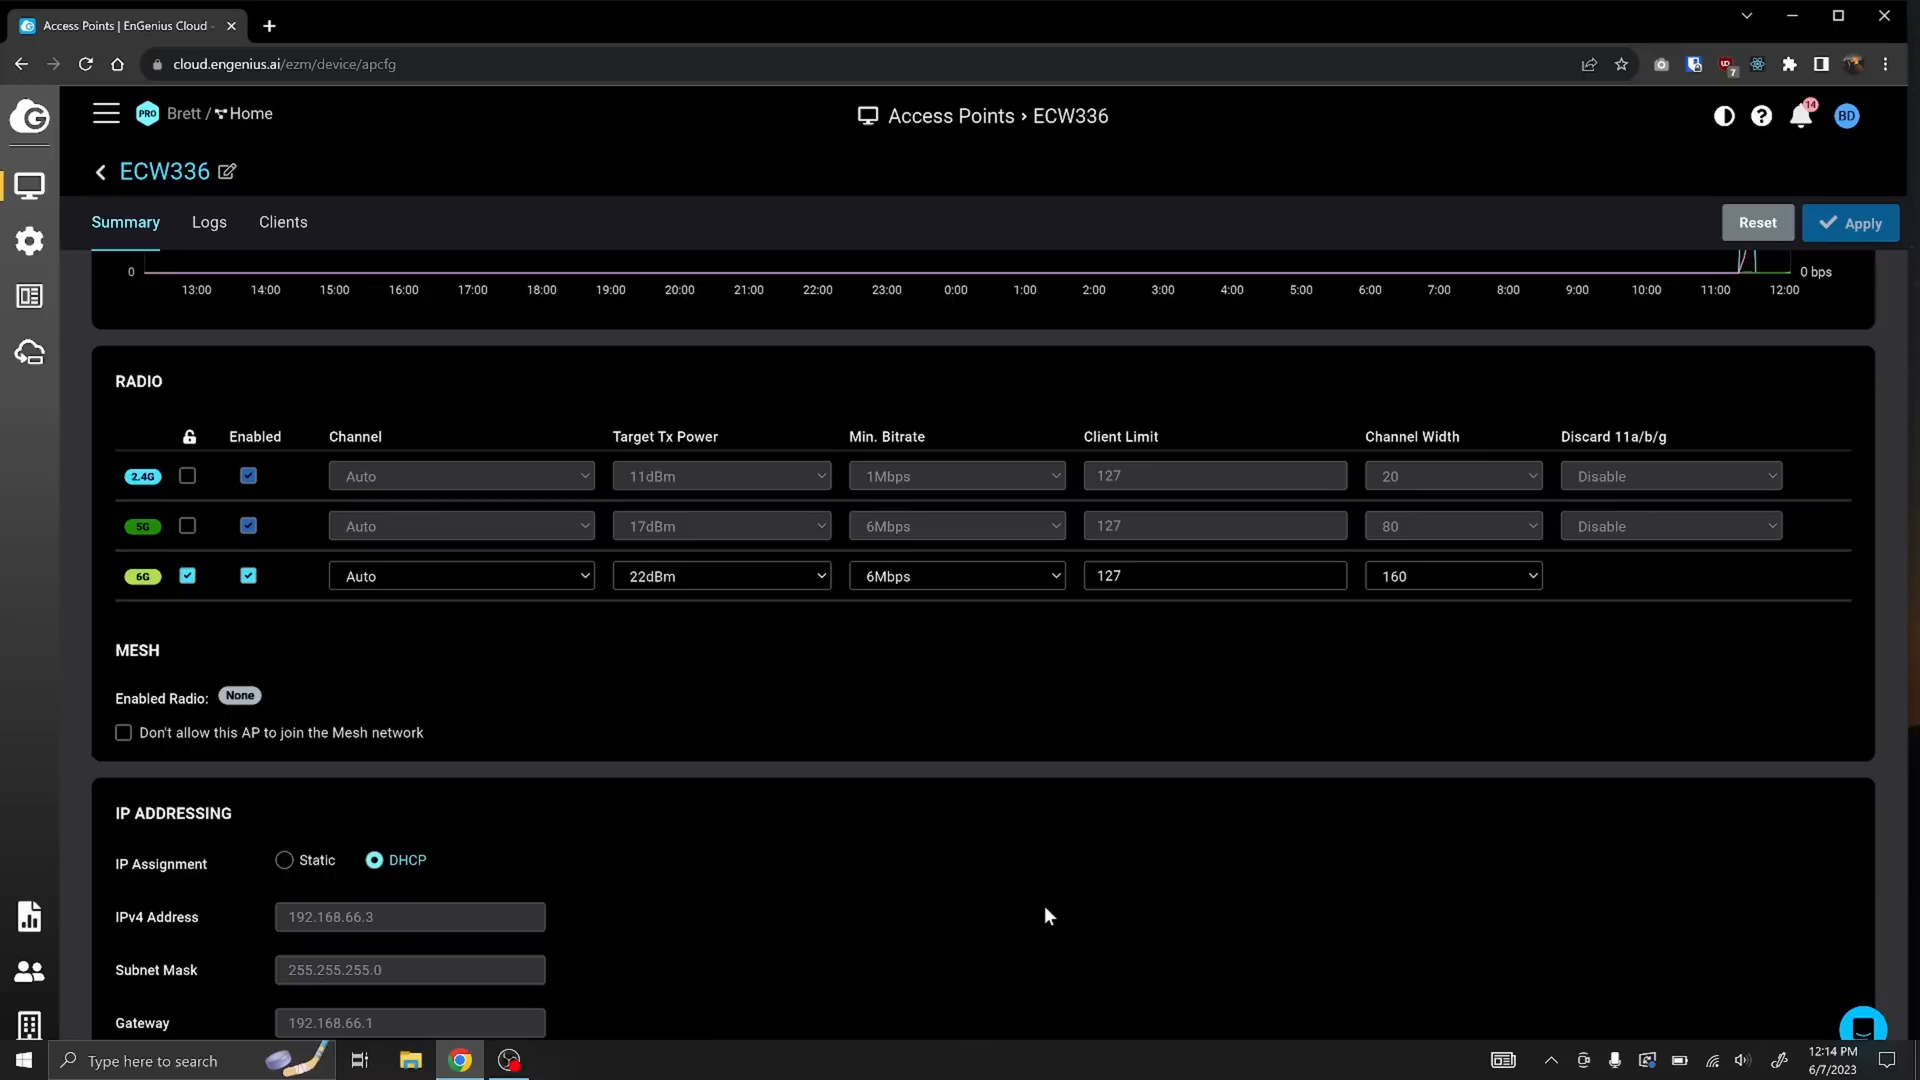 Access Points | EnGenius Cloud -
cloud.engenius.ai/ezm/device/apcfg
7
PRO Brett / Home
Access Points › ECW336
14
BD
ECW336
Summary Logs Clients
Reset Apply
0 0 bps
13:00 14:00 15:00 16:00 17:00 18:00 19:00 20:00 21:00 22:00 23:00 0:00 1:00 2:00 3:00 4:00 5:00 6:00 7:00 8:00 9:00 10:00 11:00 12:00
RADIO
Enabled Channel Target Tx Power Min. Bitrate Client Limit Channel Width Discard 11a/b/g
2.4G Auto 11dBm 1Mbps 127 20 Disable
5G Auto 17dBm 6Mbps 127 80 Disable
6G Auto 22dBm 6Mbps 127 160
MESH
Enabled Radio: None
Don't allow this AP to join the Mesh network
IP ADDRESSING
IP Assignment Static DHCP
IPv4 Address 192.168.66.3
Subnet Mask 255.255.255.0
Gateway 192.168.66.1
Type here to search
12:14 PM
6/7/2023